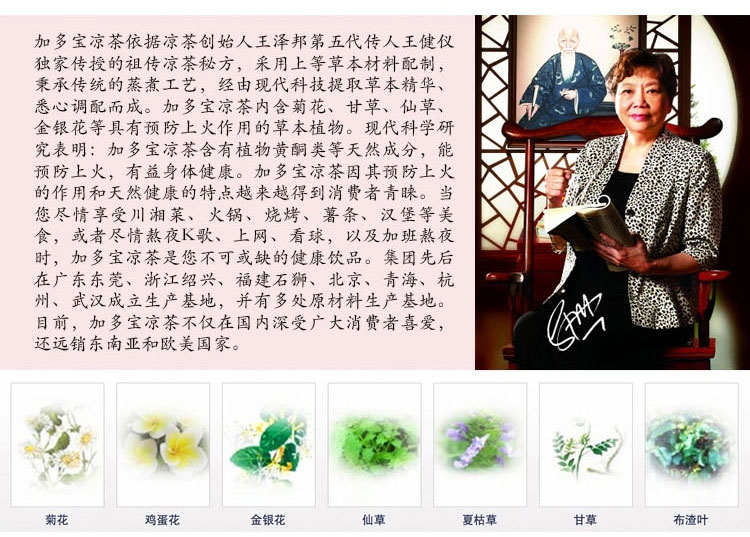 加多宝凉茶依据凉茶创始人王泽邦第五代传人王健仪
独家传授的祖传凉茶秘方，采用上等草本材料配制，
秉承传统的蒸煮工艺，经由现代科技提取草本精华、
悉心调配而成。加多宝凉茶内含菊花、甘草、仙草、
金银花等具有预防上火作用的草本植物。现代科学研
究表明：加多宝凉茶含有植物黄酮类等天然成分，能
预防上火，有益身体健康。加多宝凉茶因其预防上火
的作用和天然健康的特点越来越得到消费者青睐。当
您尽情享受川湘菜、火锅、烧烤、薯条、汉堡等美
食，或者尽情熬夜K歌、上网、看球，以及加班熬夜
时，加多宝凉茶是您不可或缺的健康饮品。集团先后
在广东东莞、浙江绍兴、福建石狮、北京、青海、杭
州、武汉成立生产基地，并有多处原材料生产基地。
目前，加多宝凉茶不仅在国内深受广大消费者喜爱，
还远销东南亚和欧美国家。
菊花
鸡蛋花
金银花
仙草
夏枯草
甘草
布渣叶